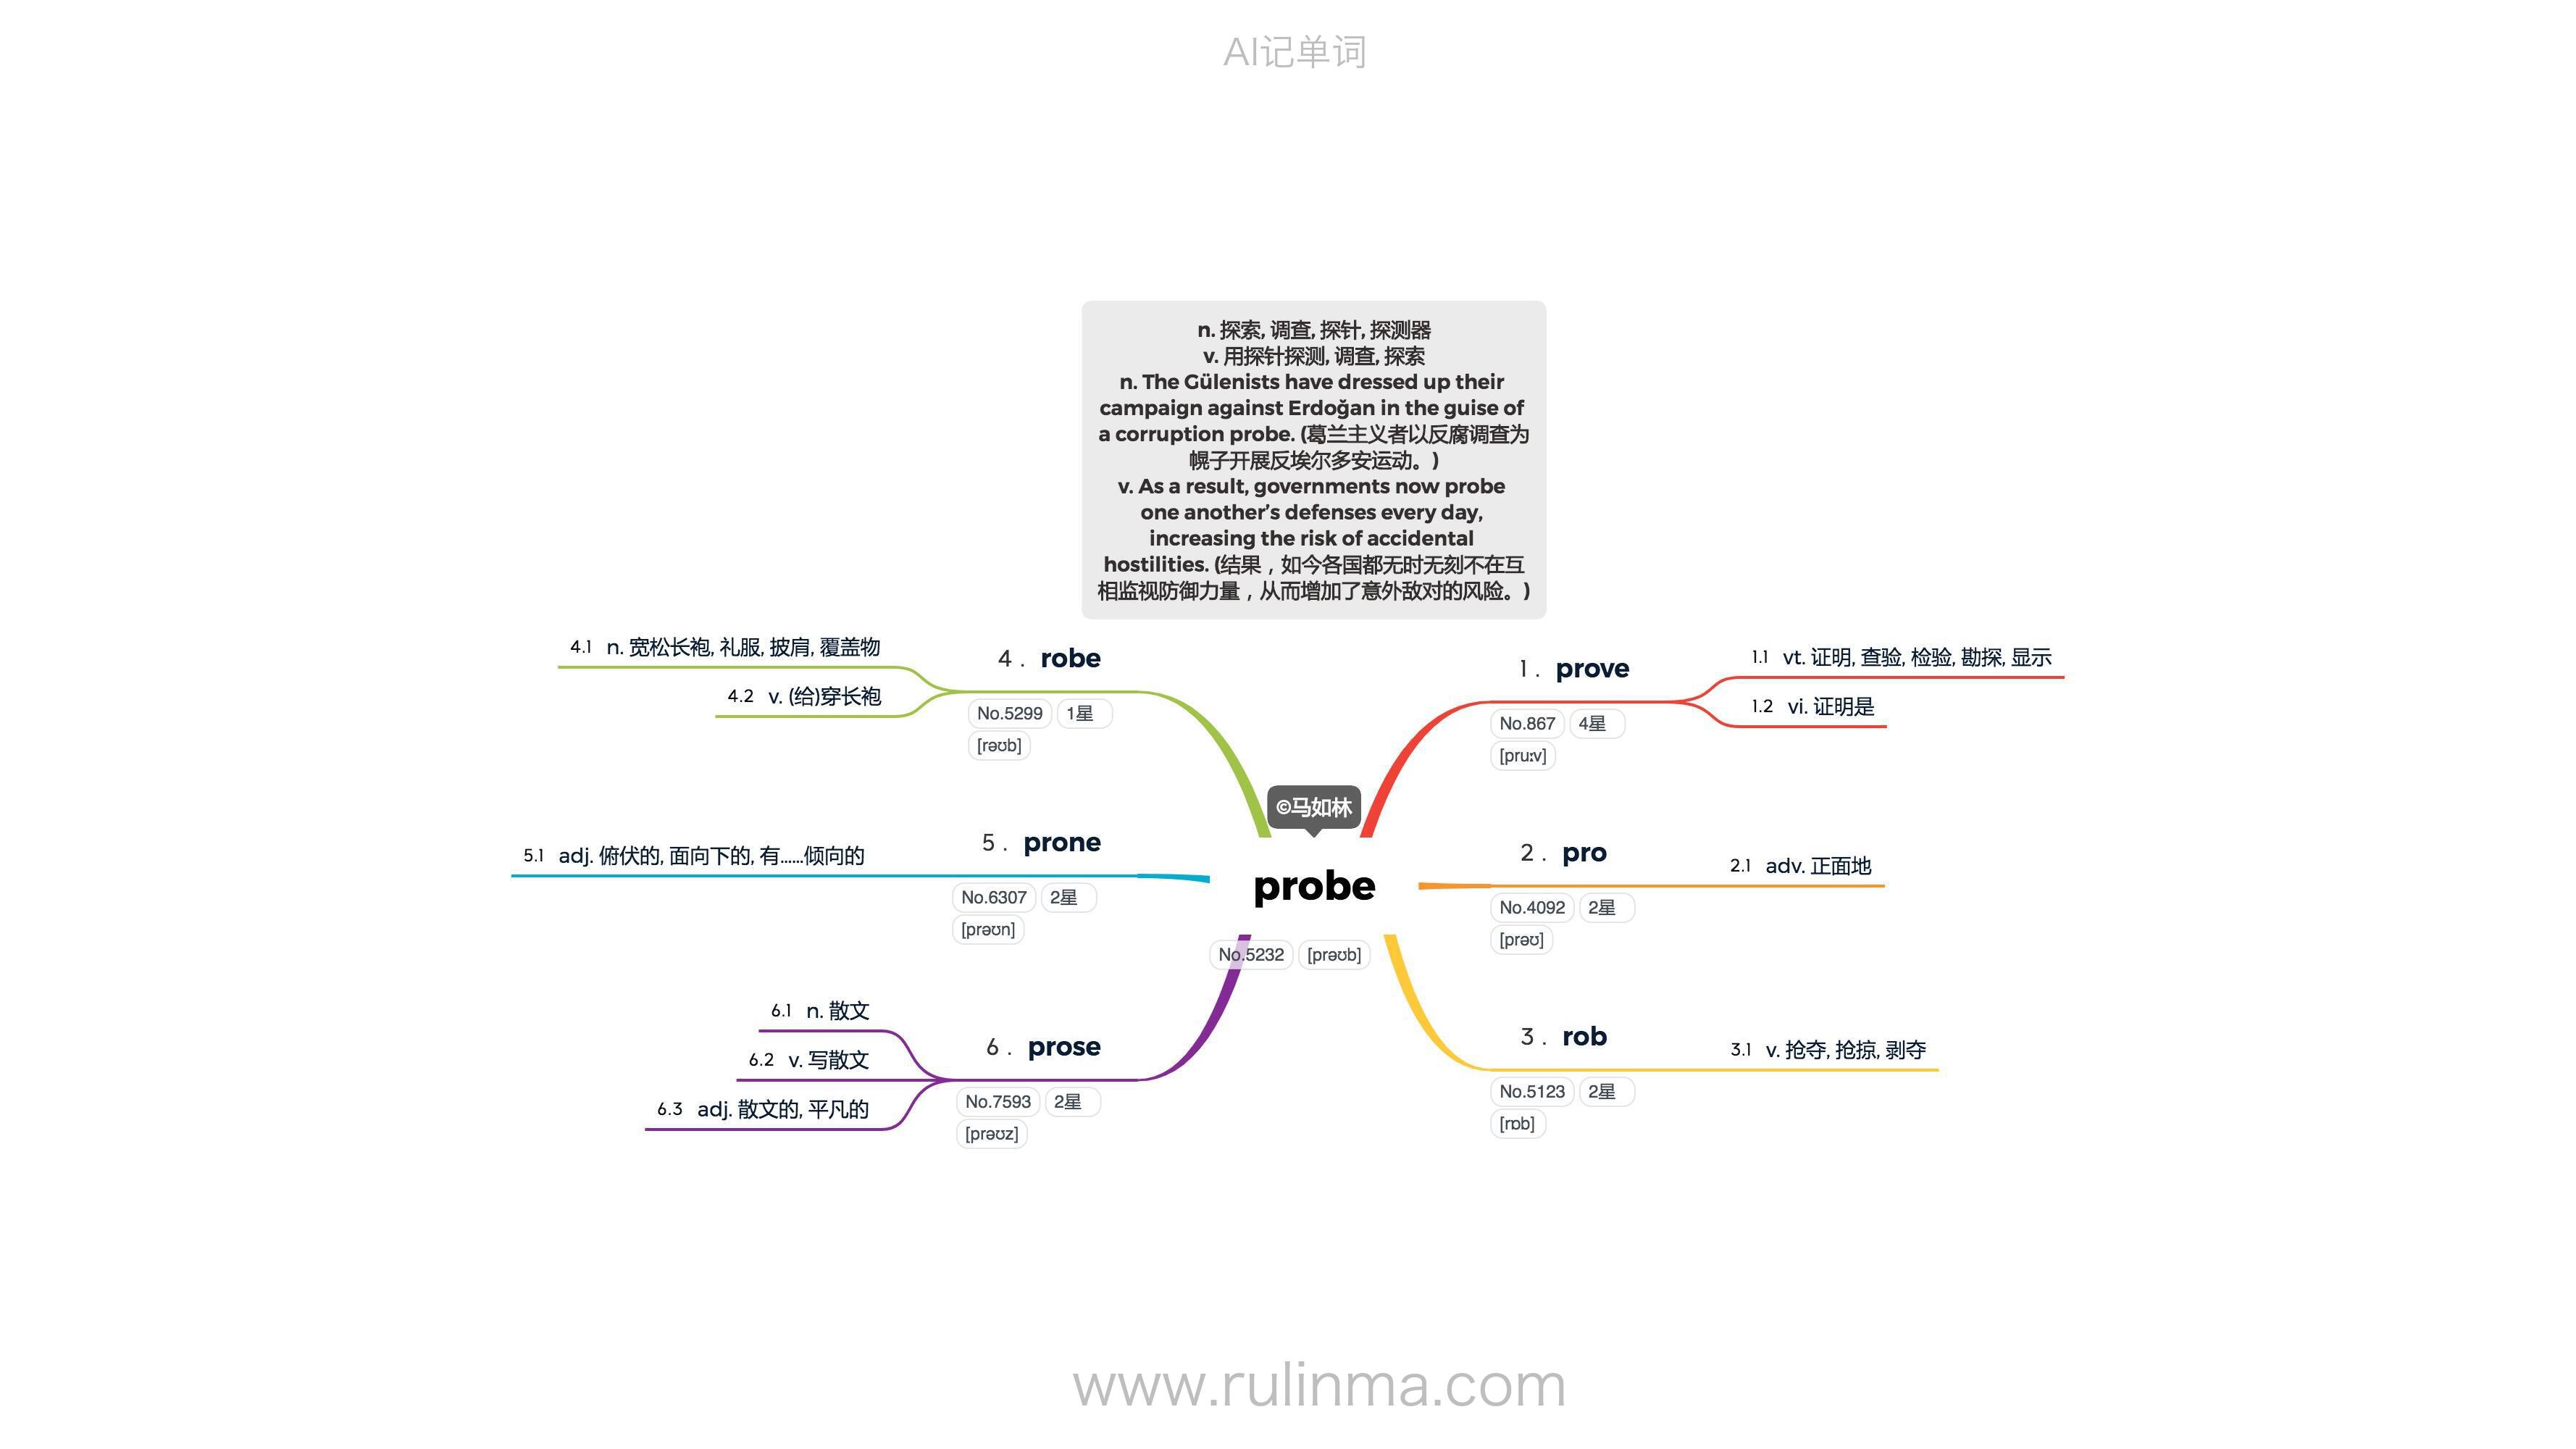 AI记单词
n. 探索, 调查, 探针, 探测器
v. 用探针探测, 调查, 探索
n. The Gülenists have dressed up their
campaign against Erdoğan in the guise of
a corruption probe. (葛兰主义者以反腐调查为
幌子开展反埃尔多安运动。)
v. As a result, governments now probe
one another’s defenses every day,
increasing the risk of accidental
hostilities. (结果，如今各国都无时无刻不在互
相监视防御力量，从而增加了意外敌对的风险。)
©马如林
probe
No.5232 [prəʊb]
1. prove
No.867 4星
[pruːv]
1.1 vt. 证明, 查验, 检验, 勘探, 显示
1.2 vi. 证明是
2. pro
No.4092 2星
[prəʊ]
2.1 adv. 正面地
3. rob
No.5123 2星
[rɒb]
3.1 v. 抢夺, 抢掠, 剥夺
4. robe
No.5299 1星
[rəʊb]
4.1 n. 宽松长袍, 礼服, 披肩, 覆盖物
4.2 v. (给)穿长袍
5. prone
No.6307 2星
[prəʊn]
5.1 adj. 俯伏的, 面向下的, 有……倾向的
6. prose
No.7593 2星
[prəʊz]
6.1 n. 散文
6.2 v. 写散文
6.3 adj. 散文的, 平凡的
www.rulinma.com